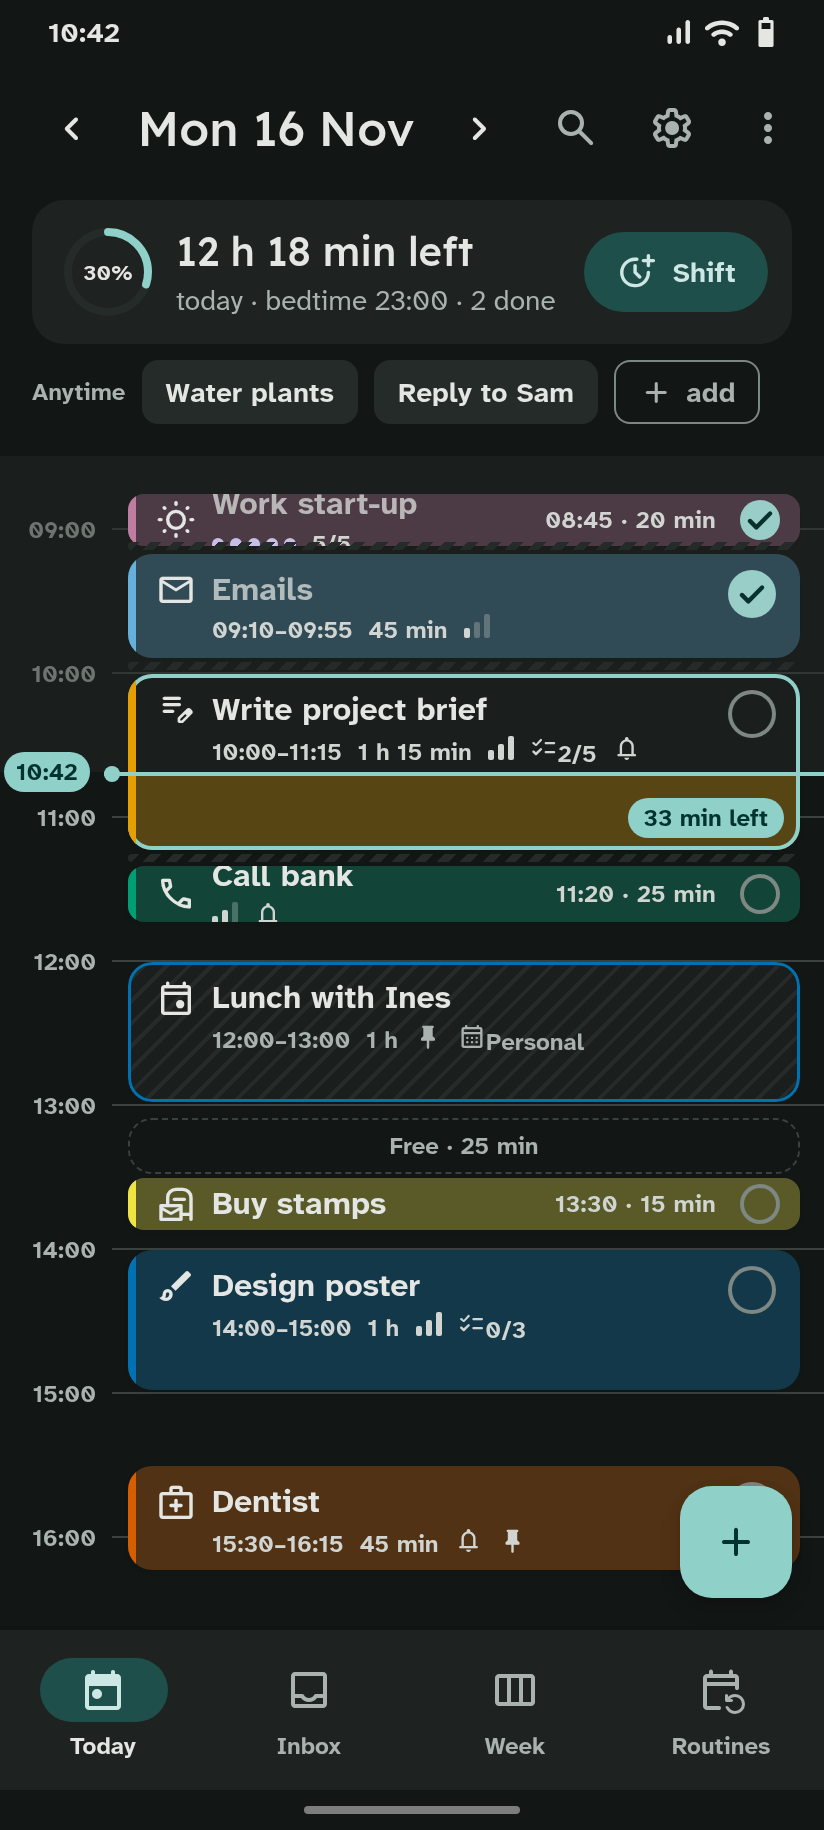 10:42
Mon 16 Nov
30%
12 h 18 min left
today · bedtime 23:00 · 2 done
Shift
Anytime
Water plants
Reply to Sam
add
09:00
Work start-up
5/5
08:45 · 20 min
Emails
09:10–09:55 45 min
10:00
Write project brief
10:00–11:15 1 h 15 min 2/5
10:42
11:00
33 min left
Call bank
11:20 · 25 min
12:00
Lunch with Ines
12:00–13:00 1 h Personal
13:00
Free · 25 min
Buy stamps
13:30 · 15 min
14:00
Design poster
14:00–15:00 1 h 0/3
15:00
Dentist
15:30–16:15 45 min
16:00
Today
Inbox
Week
Routines